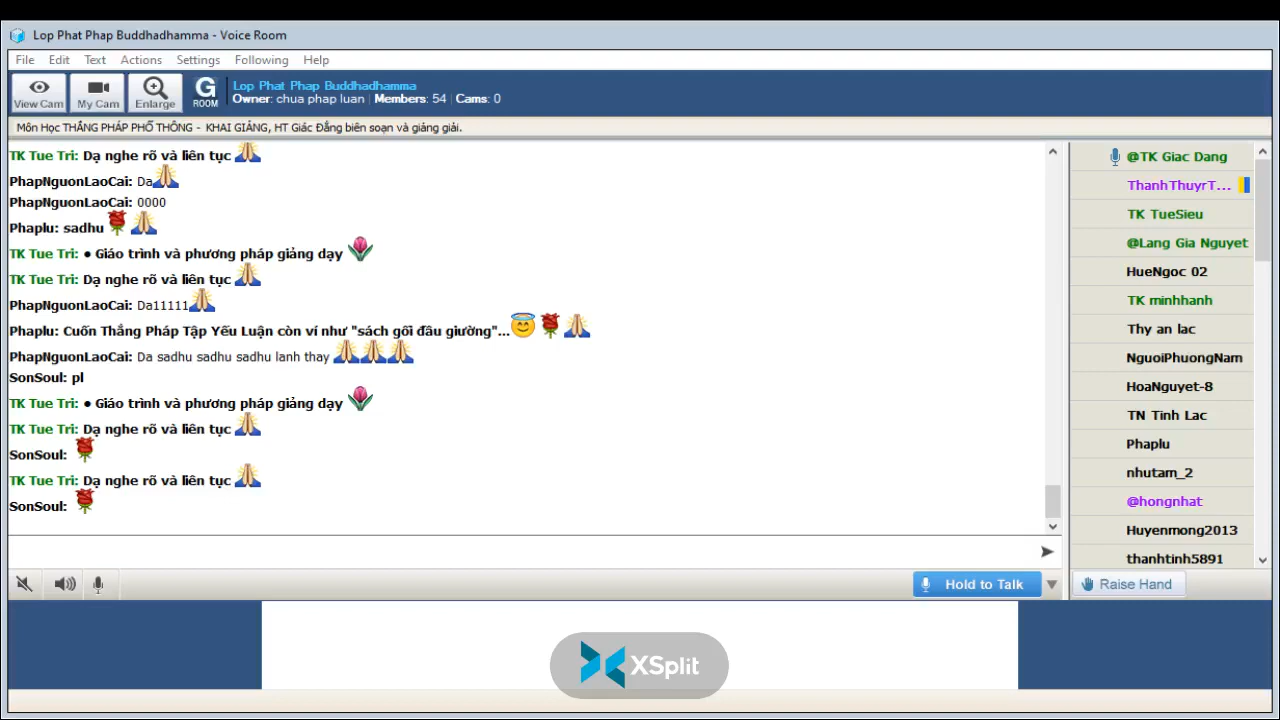 Lop Phat Phap Buddhadhamma - Voice Room
File Edit Text Actions Settings Following Help
View Cam My Cam Enlarge G ROOM
Lop Phat Phap Buddhadhamma
Owner: chua phap luan | Members: 54 | Cams: 0
Môn Học THẮNG PHÁP PHỔ THÔNG - KHAI GIẢNG, HT Giác Đẳng biên soạn và giảng giải.
TK Tue Tri: Dạ nghe rõ và liên tục
PhapNguonLaoCai: Da
PhapNguonLaoCai: 0000
Phaplu: sadhu
TK Tue Tri: ● Giáo trình và phương pháp giảng dạy
TK Tue Tri: Dạ nghe rõ và liên tục
PhapNguonLaoCai: Da11111
Phaplu: Cuốn Thắng Pháp Tập Yếu Luận còn ví như "sách gối đầu giường"...
PhapNguonLaoCai: Da sadhu sadhu sadhu lanh thay
SonSoul: pl
TK Tue Tri: ● Giáo trình và phương pháp giảng dạy
TK Tue Tri: Dạ nghe rõ và liên tục
SonSoul:
TK Tue Tri: Dạ nghe rõ và liên tục
SonSoul:
@TK Giac Dang
ThanhThuyrT...
TK TueSieu
@Lang Gia Nguyet
HueNgoc 02
TK minhhanh
Thy an lac
NguoiPhuongNam
HoaNguyet-8
TN Tinh Lac
Phaplu
nhutam_2
@hongnhat
Huyenmong2013
thanhtinh5891
Hold to Talk
Raise Hand
XSplit